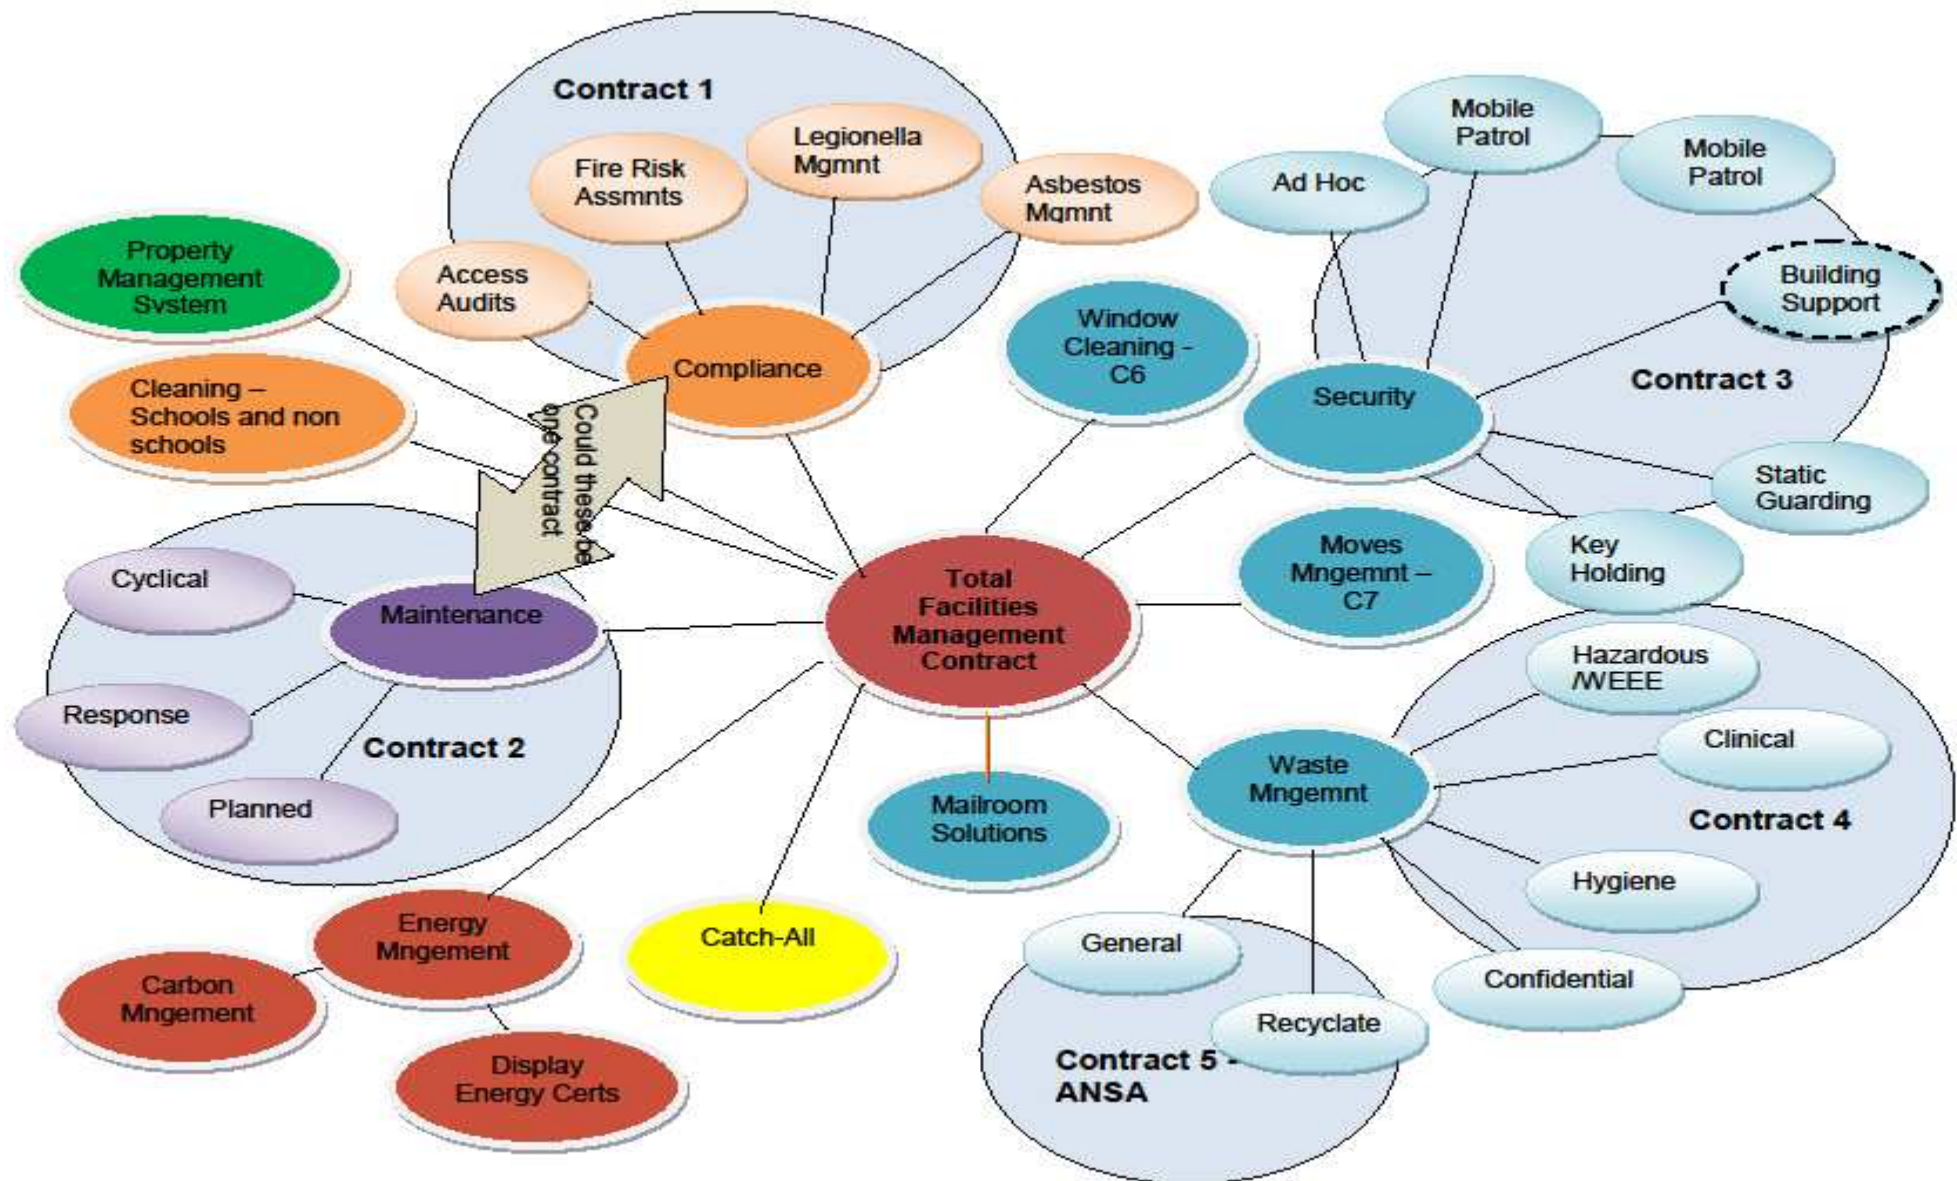 Contract 1
Fire Risk
Assmnts
Legionella
Mgmnt
Asbestos
Mgmnt
Access
Audits
Compliance
Property
Management
System
Cleaning –
Schools and non
schools
Could these be
one contract
Window
Cleaning -
C6
Mobile
Patrol
Mobile
Patrol
Ad Hoc
Building
Support
Contract 3
Security
Static
Guarding
Key
Holding
Moves
Mngemnt –
C7
Total
Facilities
Management
Contract
Cyclical
Maintenance
Response
Contract 2
Planned
Hazardous
/WEEE
Clinical
Waste
Mngemnt
Contract 4
Hygiene
Confidential
Mailroom
Solutions
General
Recyclate
Contract 5 -
ANSA
Catch-All
Energy
Mngement
Carbon
Mngement
Display
Energy Certs